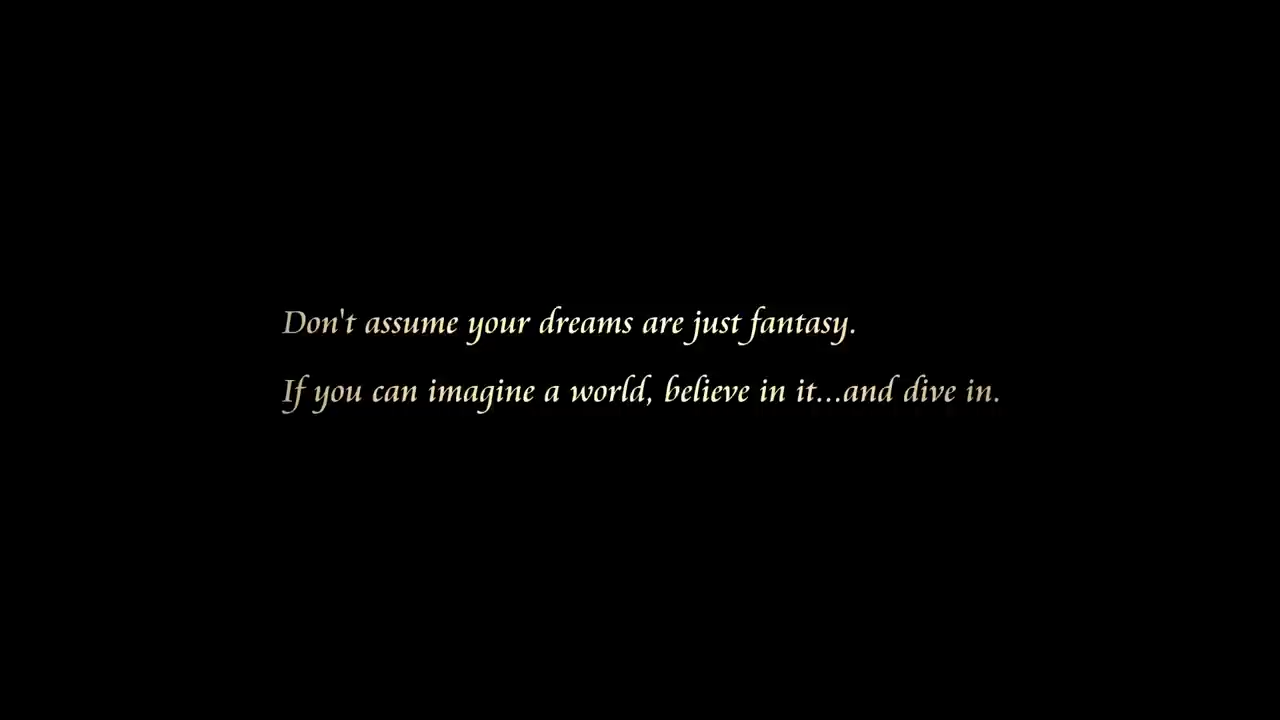 Don't assume your dreams are just fantasy.
If you can imagine a world, believe in it...and dive in.